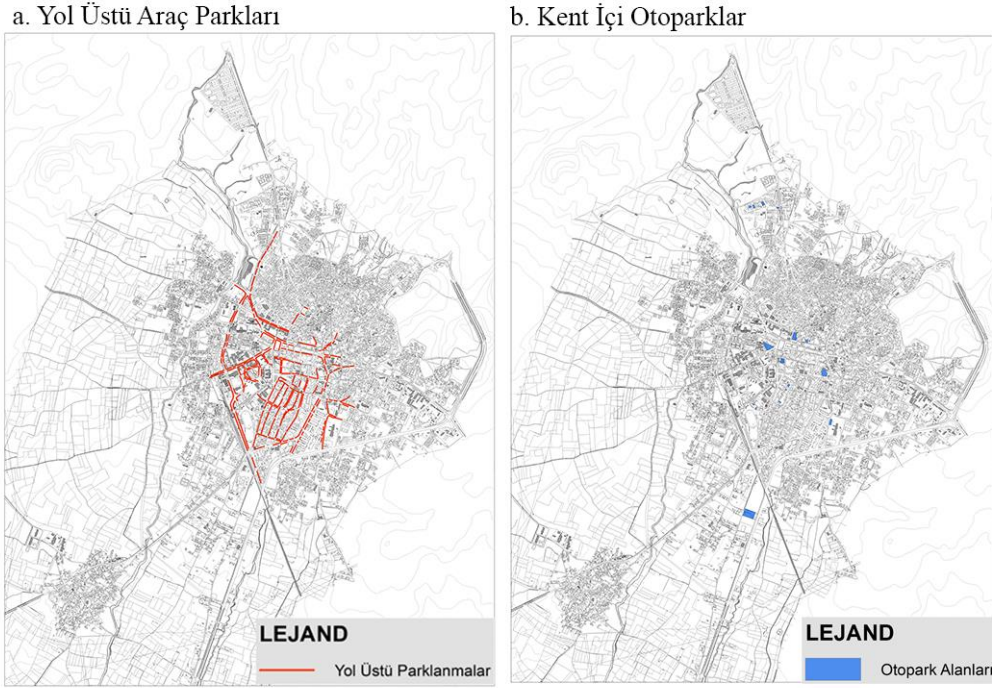 a. Yol Üstü Araç Parkları
b. Kent İçi Otoparklar
LEJAND
Yol Üstü Parklanmalar
LEJAND
Otopark Alanları